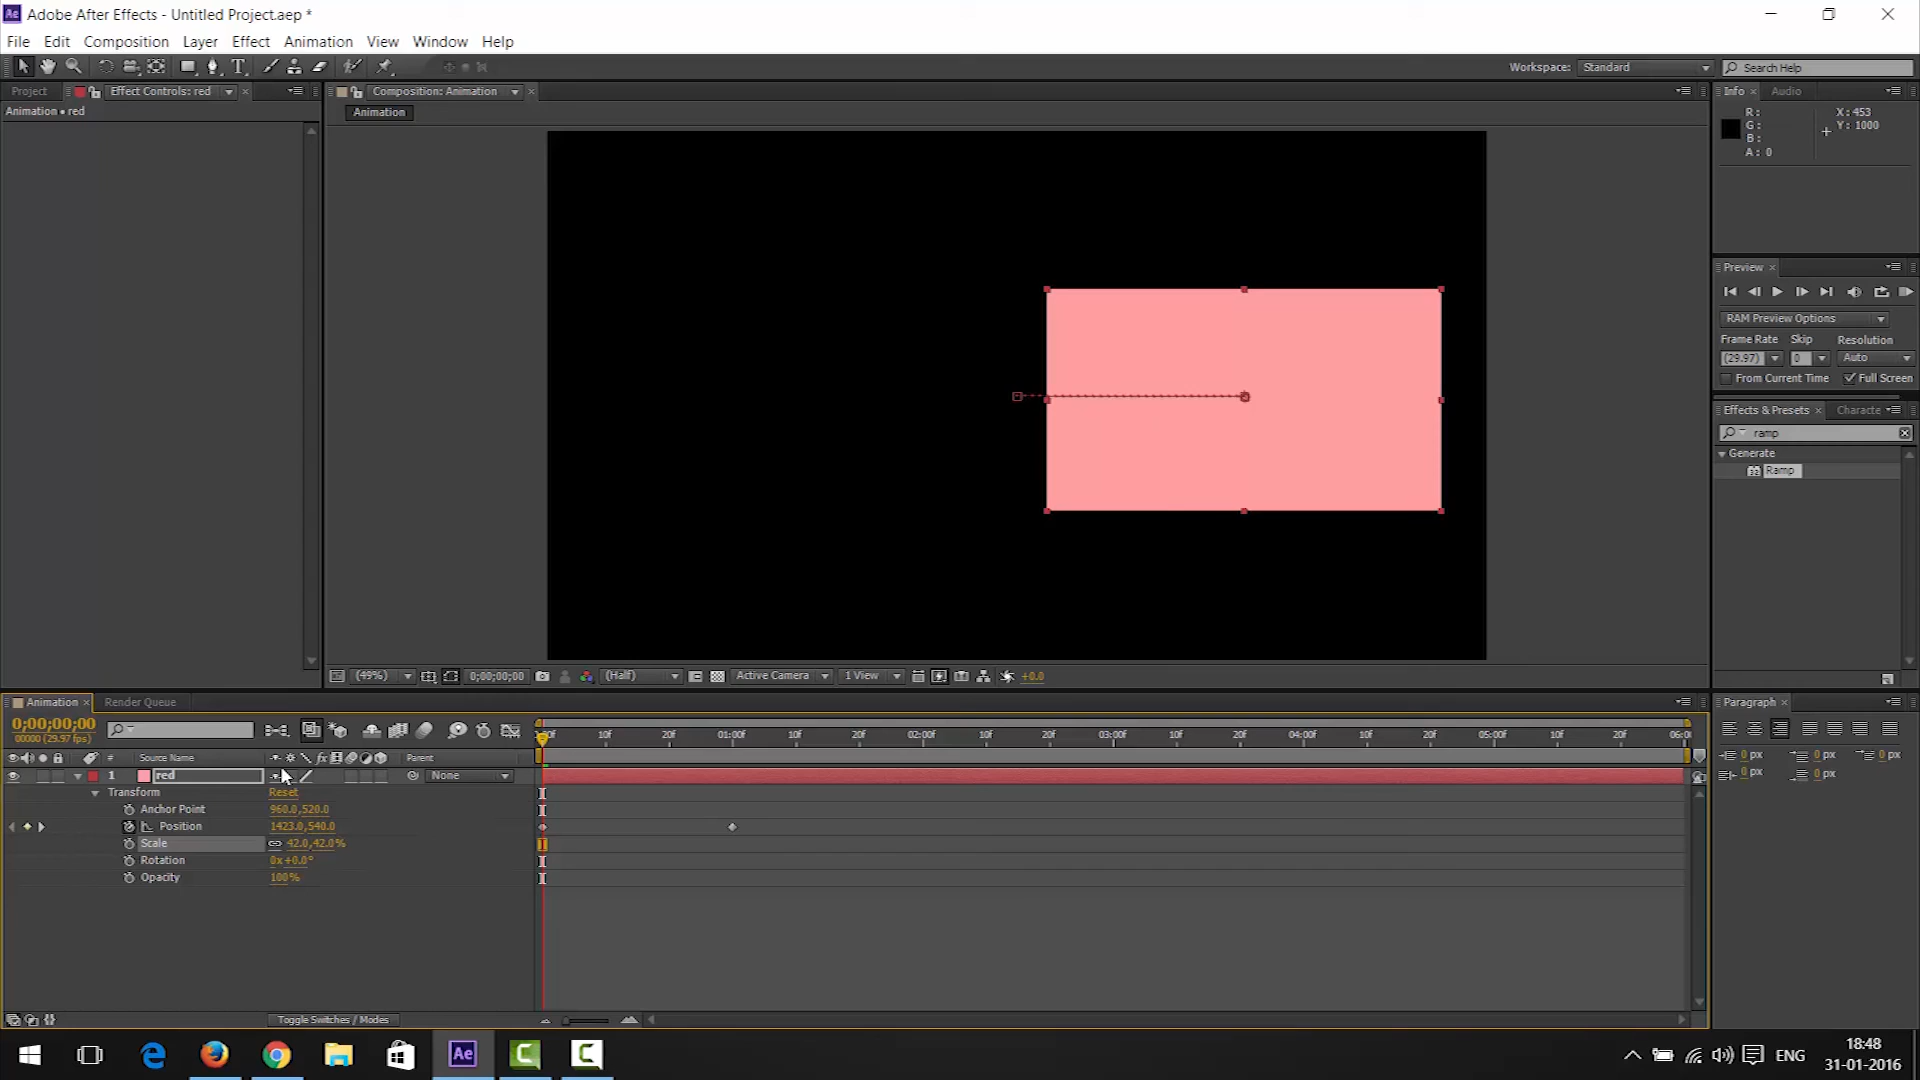 Ae Adobe After Effects - Untitled Project.aep *
File Edit Composition Layer Effect Animation View Window Help
T Workspace: Standard Search Help
Project Effect Controls: red Composition: Animation Info Audio
Animation • red Animation
R: X: 453
G: Y: 1000
B:
A: 0
Preview
RAM Preview Options
Frame Rate Skip Resolution
(29.97) 0 Auto
From Current Time Full Screen
Effects & Presets Characte
ramp
Generate
Ramp
(49%) 0;00;00;00 (Half) Active Camera 1 View +0.0
Animation Render Queue Paragraph
0;00;00;00
00000 (29.97 fps)
10f 20f 01:00f 10f 20f 02:00f 10f 20f 03:00f 10f 20f 04:00f 10f 20f 05:00f 10f 20f 06:0
# Source Name fx Parent
1 red None
Transform Reset
Anchor Point 960.0,520.0
Position 1423.0,540.0
Scale 42.0,42.0%
Rotation 0x+0.0°
Opacity 100%
0 px 0 px 0 px
0 px 0 px
Toggle Switches / Modes
Ae C C ENG 18:48
31-01-2016